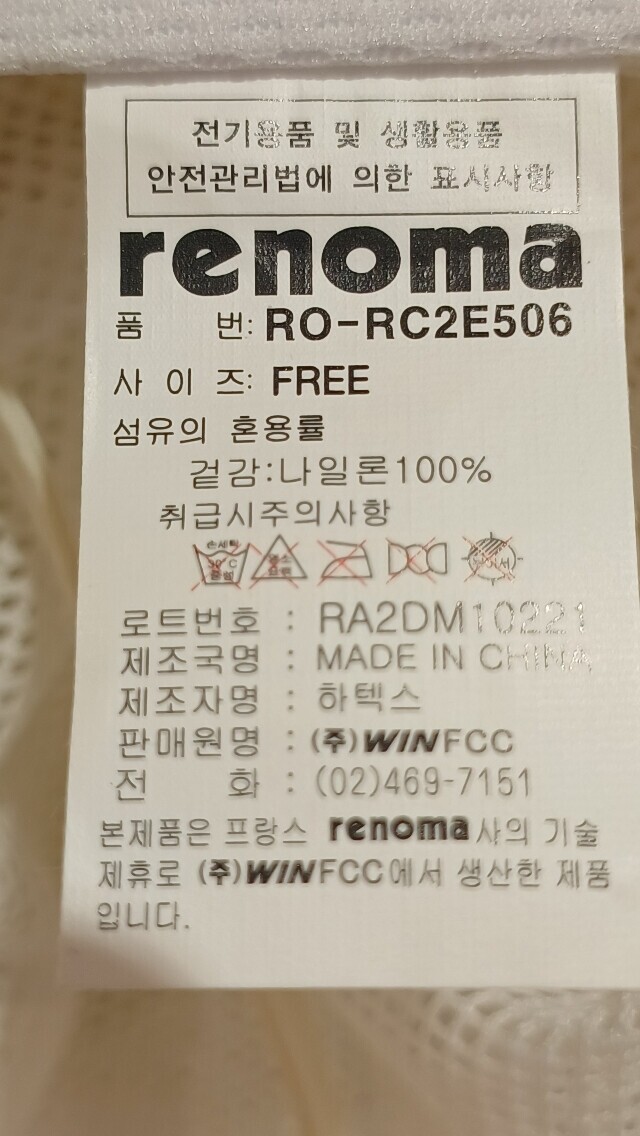 전기용품 및 생활용품
안전관리법에 의한 표시사항
renoma
품 번: RO-RC2E506
사 이 즈: FREE
섬유의 혼용률
겉감:나일론100%
취급시주의사항
손세탁
로트번호 : RA2DM10221
제조국명 : MADE IN CHINA
제조자명 : 하텍스
판매원명 : (주)WINFCC
전 화 : (02)469-7151
본제품은 프랑스 renoma사의 기술
제휴로 (주)WINFCC에서 생산한 제품
입니다.